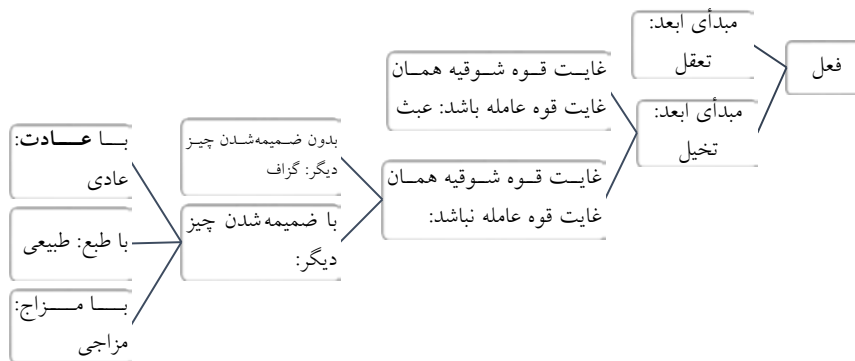 فعل
مبدأی ابعد:
تعقل
مبدأی ابعد:
تخیل
غایت قوه شوقیه همان
غایت قوه عامله باشد: عبث
غایت قوه شوقیه همان
غایت قوه عامله نباشد:
بدون ضمیمه‌شدن چیز
دیگر: گزاف
با ضمیمه‌شدن چیز
دیگر:
با عادت:
عادی
با طبع: طبیعی
با مزاج:
مزاجی